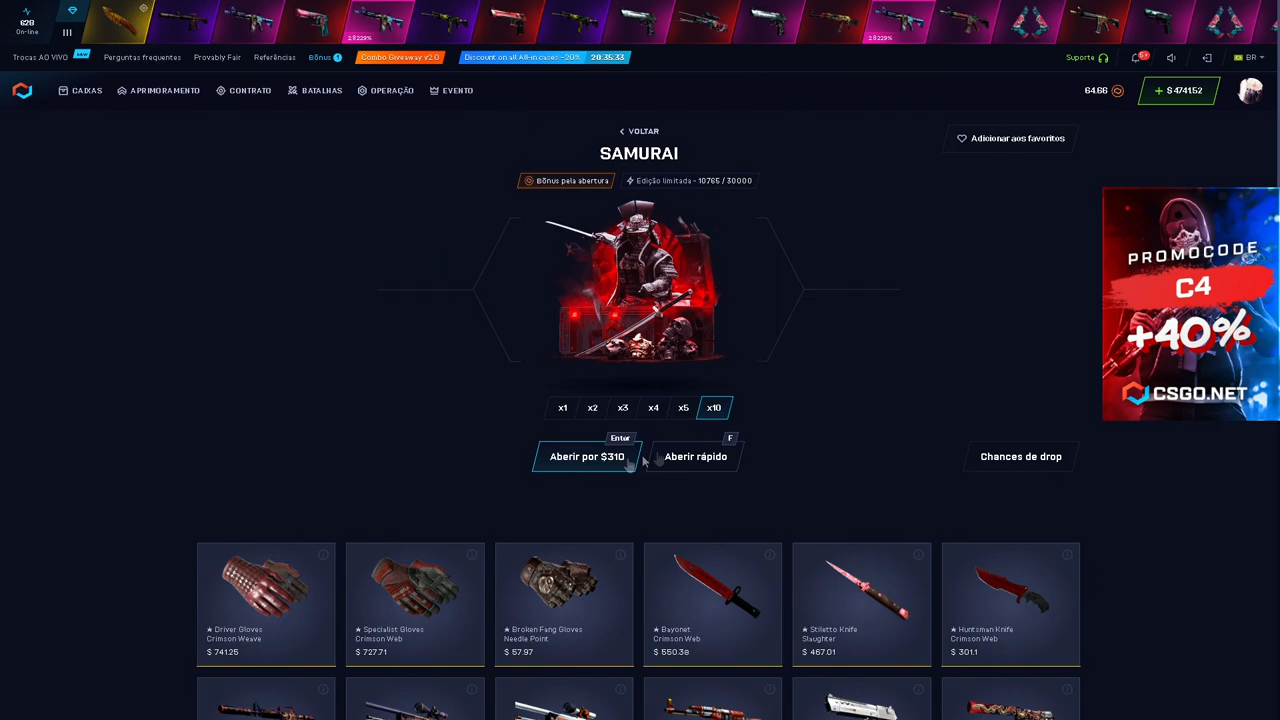 628
On-line
2.8229%
2.8229%
Trocas AO VIVO
Perguntas frequentes
Provably Fair
Referências
Bônus 1
Combo Giveaway v2.0
Discount on all All-in cases -20% 20:35:33
Suporte
5+
BR
CAIXAS
APRIMORAMENTO
CONTRATO
BATALHAS
OPERAÇÃO
EVENTO
64.66
+ $ 4741.52
VOLTAR
SAMURAI
Adicionar aos favoritos
Bônus pela abertura
Edição limitada - 10765 / 30000
PROMOCODE
C4
+40%
CSGO.NET
x1
x2
x3
x4
x5
x10
Enter
F
Aberir por $310
Aberir rápido
Chances de drop
★ Driver Gloves
Crimson Weave
$ 741.25
★ Specialist Gloves
Crimson Web
$ 727.71
★ Broken Fang Gloves
Needle Point
$ 57.97
★ Bayonet
Crimson Web
$ 550.38
★ Stiletto Knife
Slaughter
$ 467.01
★ Huntsman Knife
Crimson Web
$ 301.1